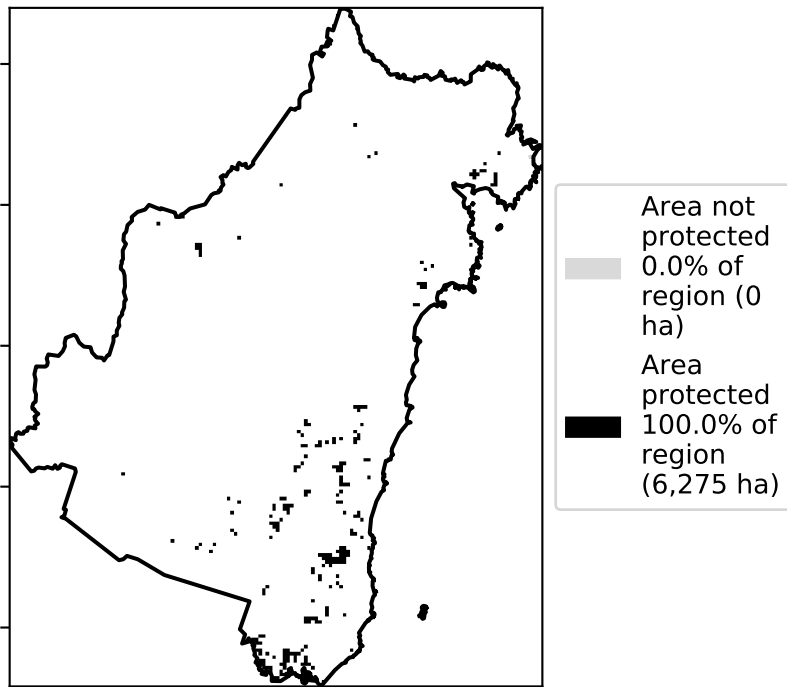 Area not
protected
0.0% of
region (0
ha)
Area
protected
100.0% of
region
(6,275 ha)